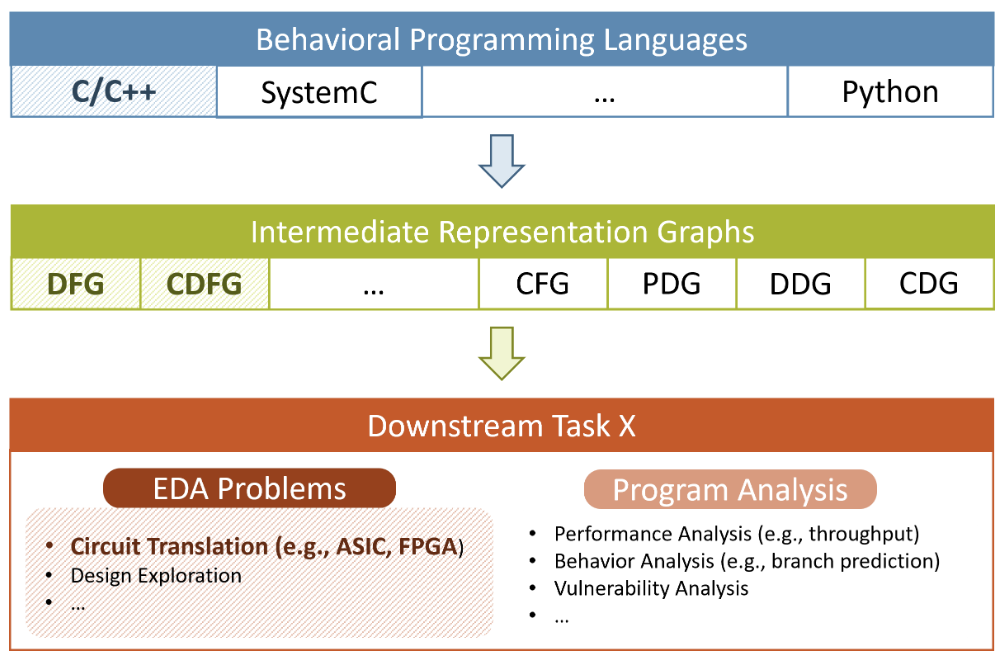 Behavioral Programming Languages
C/C++ SystemC ... Python
Intermediate Representation Graphs
DFG CDFG ... CFG PDG DDG CDG
Downstream Task X
EDA Problems
• Circuit Translation (e.g., ASIC, FPGA)
• Design Exploration
• ...
Program Analysis
• Performance Analysis (e.g., throughput)
• Behavior Analysis (e.g., branch prediction)
• Vulnerability Analysis
• ...